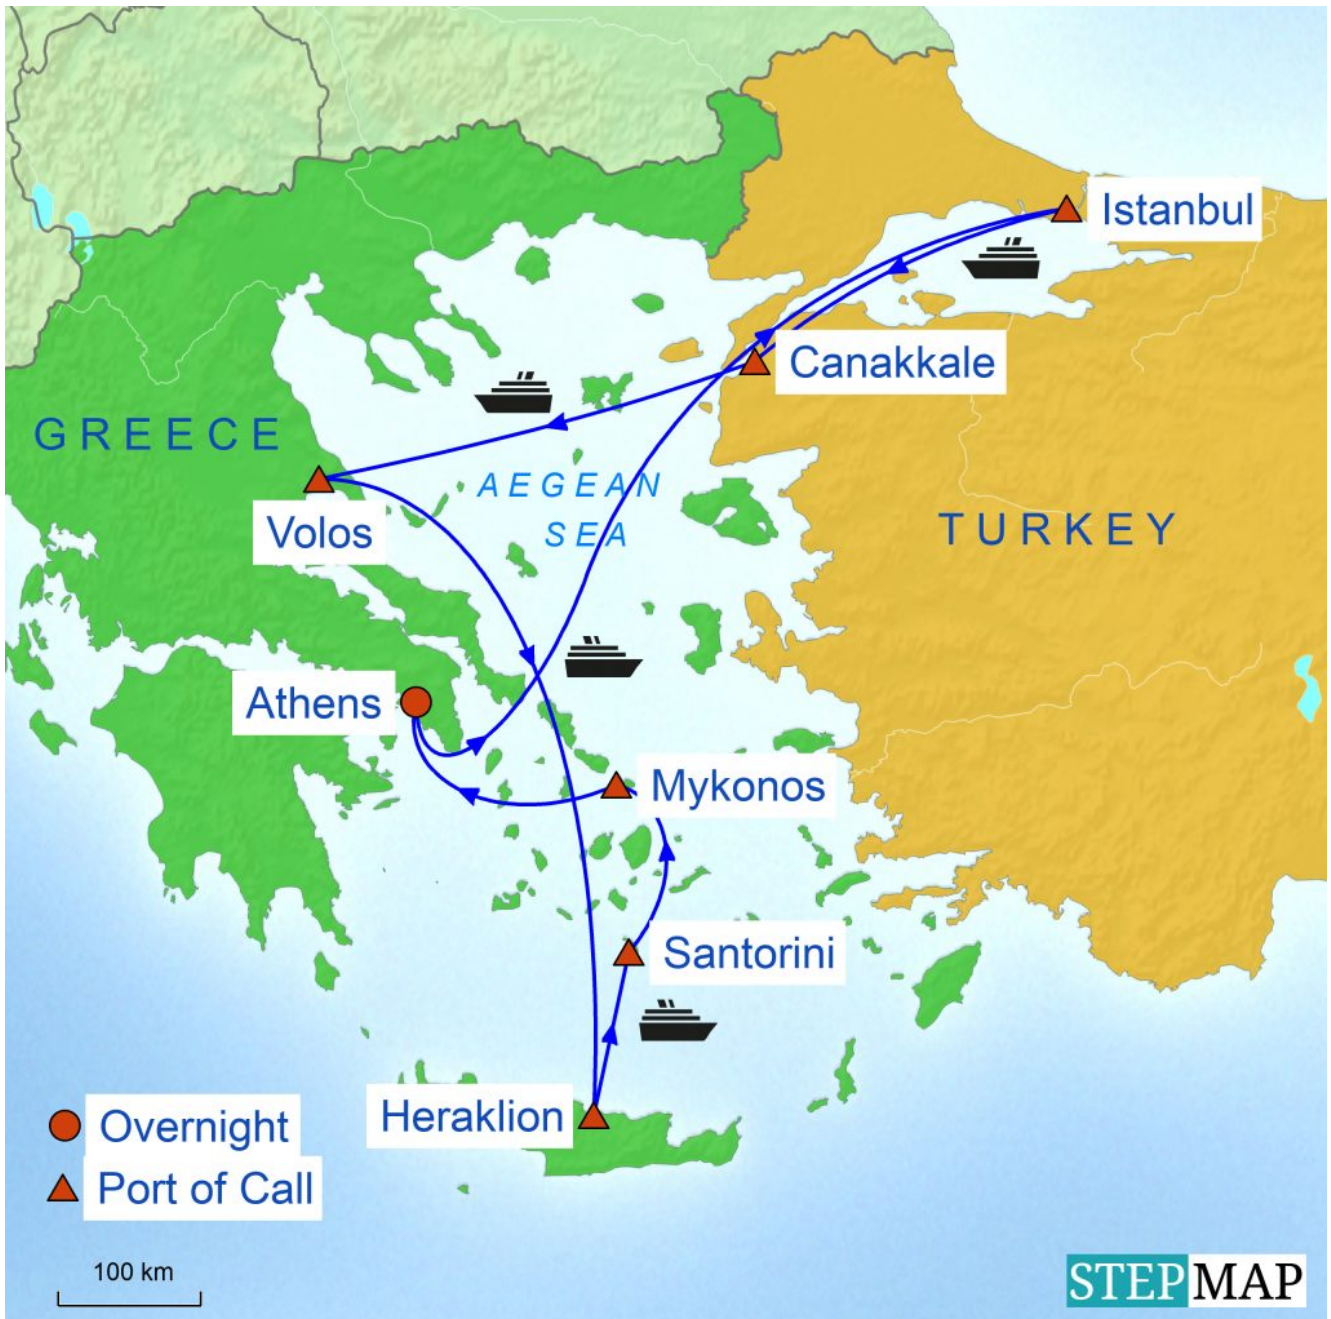 Istanbul
Canakkale
GREECE
AEGEAN
SEA
TURKEY
Volos
Athens
Mykonos
Santorini
Heraklion
Overnight
Port of Call
100 km
STEPMAP